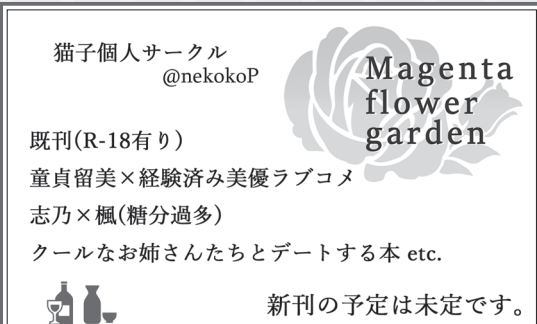 猫子個人サークル
@nekokoP
Magenta
flower
garden
既刊(R-18有り)
童貞留美×経験済み美優ラブコメ
志乃×楓(糖分過多)
クールなお姉さんたちとデートする本 etc.
新刊の予定は未定です。